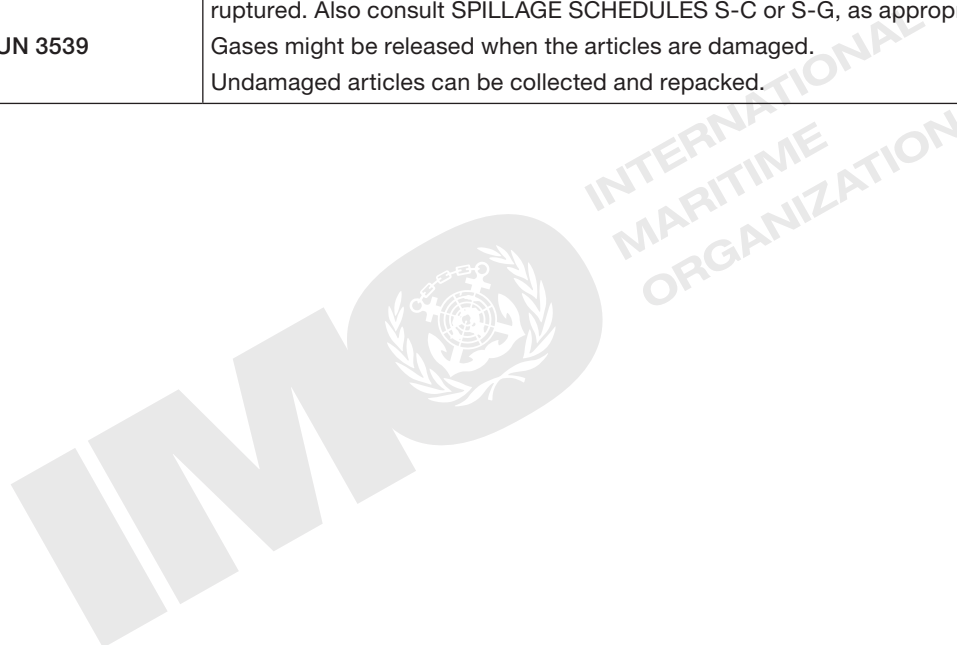 ruptured. Also consult SPILLAGE SCHEDULES S-C or S-G, as
UN 3539
Gases might be released when the articles are damaged.
Undamaged articles can be collected and repacked.
INTERNATIONAL
MARITIME
ORGANIZATION
IMO